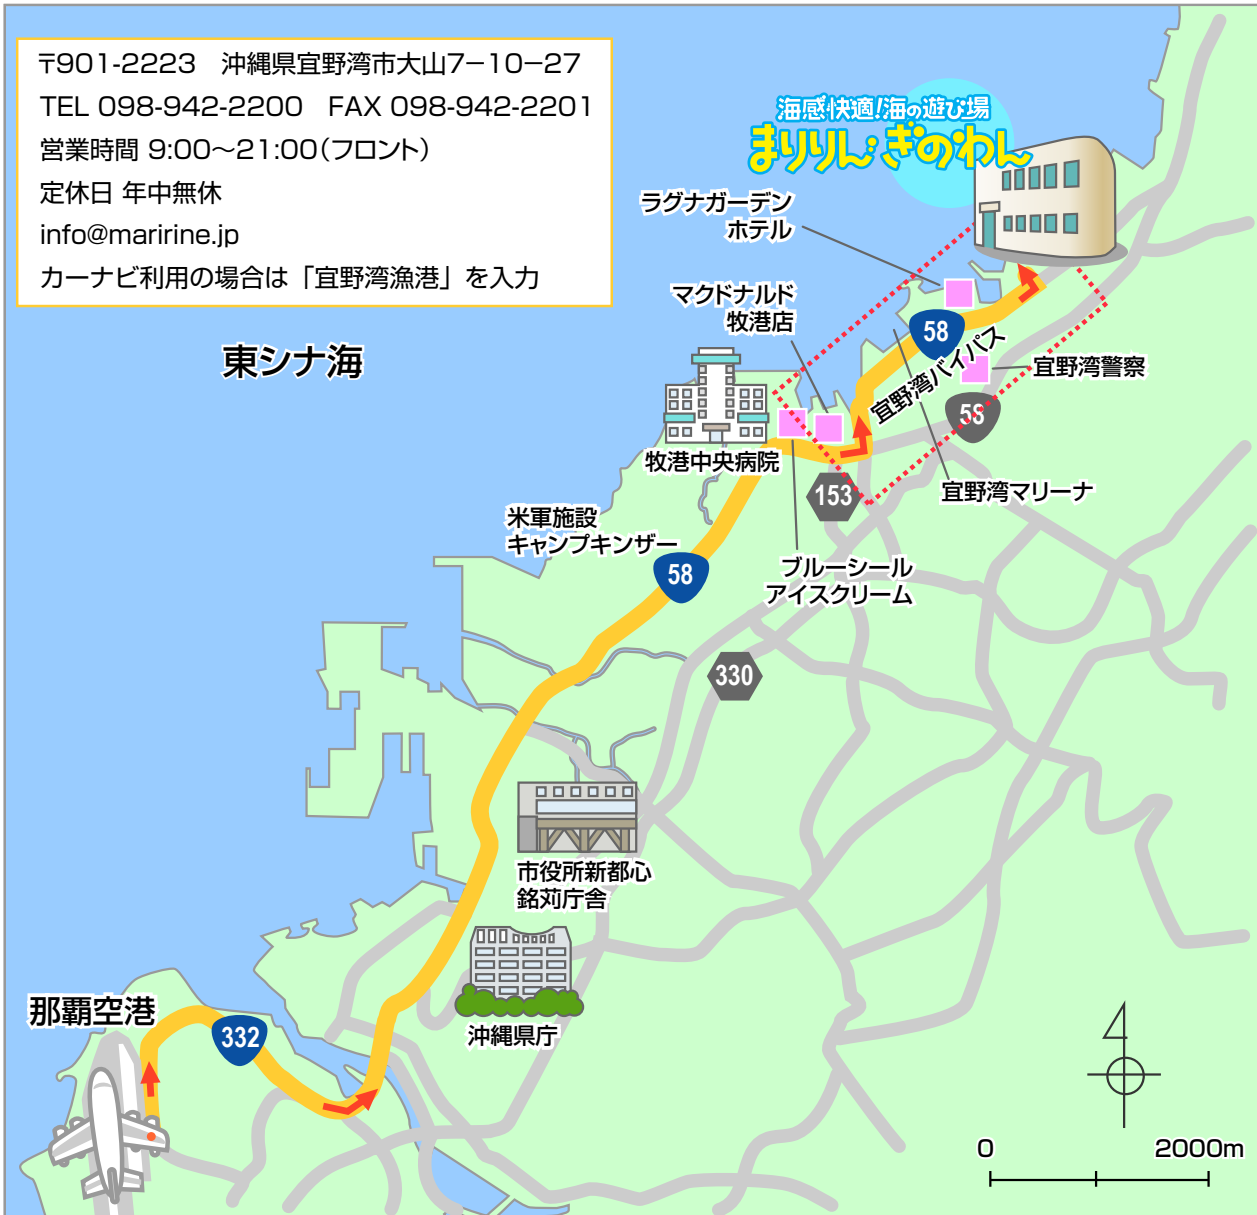 〒901-2223　沖縄県宜野湾市大山7−10−27
TEL 098-942-2200　FAX 098-942-2201
営業時間 9:00〜21:00（フロント）
定休日 年中無休
info@maririne.jp
カーナビ利用の場合は「宜野湾漁港」を入力
海感快適!海の遊び場
まりりん・ぎのわん
ラグナガーデン
ホテル
マクドナルド
牧港店
58
宜野湾バイパス
宜野湾警察
58
東シナ海
牧港中央病院
153
宜野湾マリーナ
米軍施設
キャンプキンザー
58
ブルーシール
アイスクリーム
330
市役所新都心
銘苅庁舎
那覇空港
332
沖縄県庁
0
2000m